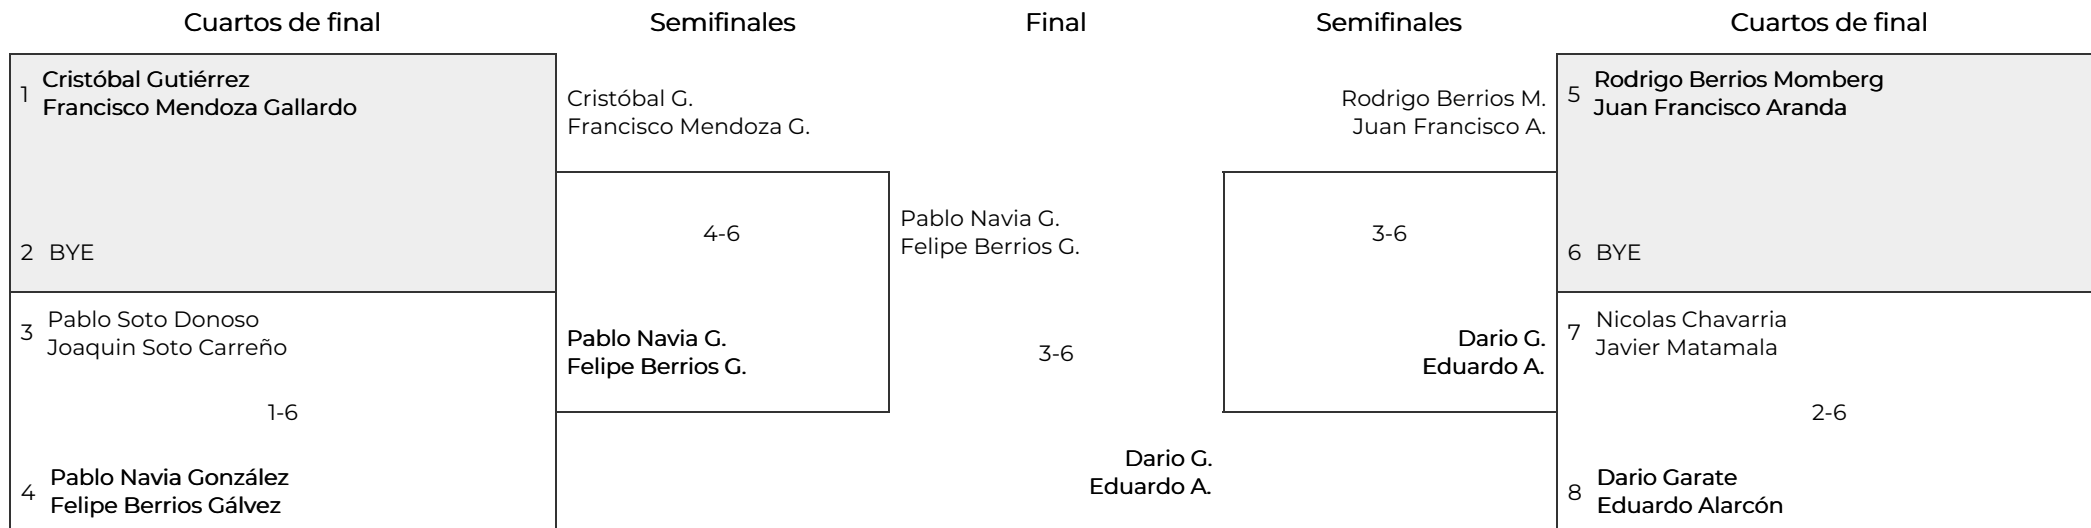 Cuartos de final
Semifinales
Final
Semifinales
Cuartos de final
1
Cristóbal Gutiérrez
Francisco Mendoza Gallardo
2 BYE
3
Pablo Soto Donoso
Joaquin Soto Carreño
1-6
4
Pablo Navia González
Felipe Berrios Gálvez
Cristóbal G.
Francisco Mendoza G.
4-6
Pablo Navia G.
Felipe Berrios G.
Pablo Navia G.
Felipe Berrios G.
3-6
Dario G.
Eduardo A.
Rodrigo Berrios M.
Juan Francisco A.
3-6
Dario G.
Eduardo A.
5
Rodrigo Berrios Momberg
Juan Francisco Aranda
6 BYE
7
Nicolas Chavarria
Javier Matamala
2-6
8
Dario Garate
Eduardo Alarcón